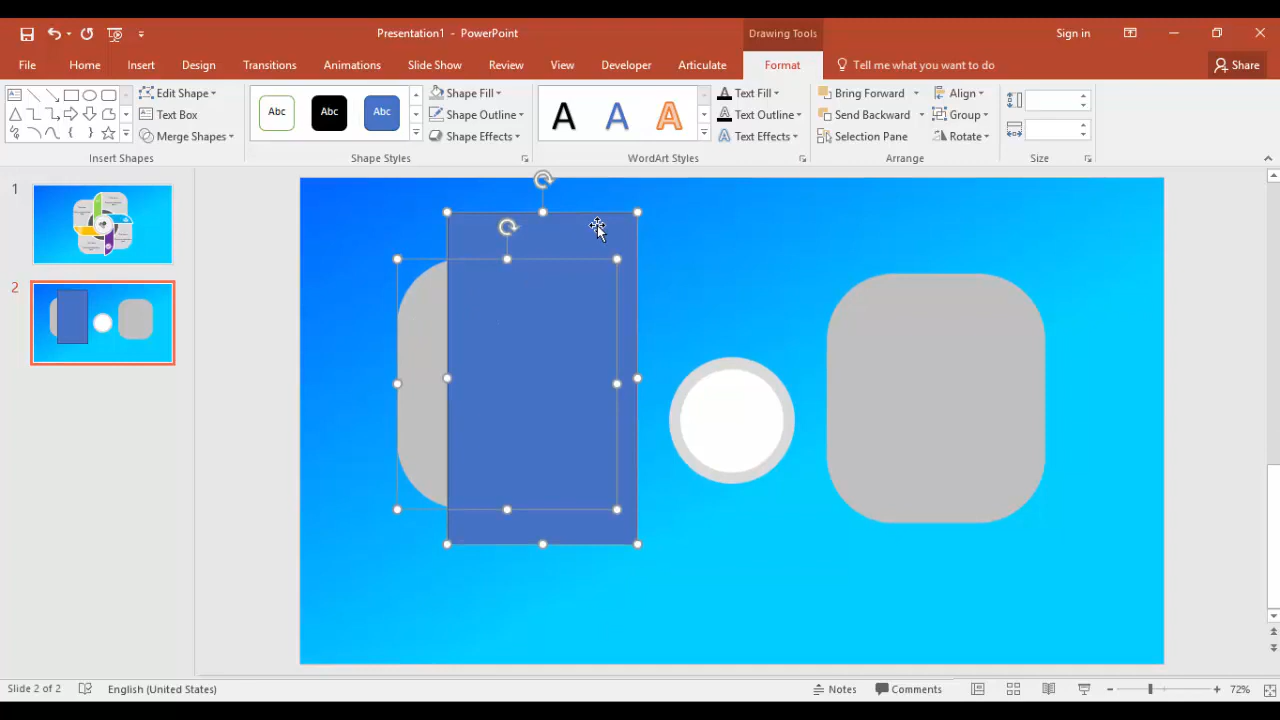 Presentation1 - PowerPoint
Drawing Tools
Sign in
File Home Insert Design Transitions Animations Slide Show Review View Developer Articulate Format Tell me what you want to do Share
Edit Shape
Text Box
Merge Shapes
Insert Shapes
Abc Abc Abc
Shape Fill
Shape Outline
Shape Effects
Shape Styles
A A A
Text Fill
Text Outline
Text Effects
WordArt Styles
Bring Forward
Send Backward
Selection Pane
Align
Group
Rotate
Arrange
Size
1
2
Slide 2 of 2 English (United States) Notes Comments 72%